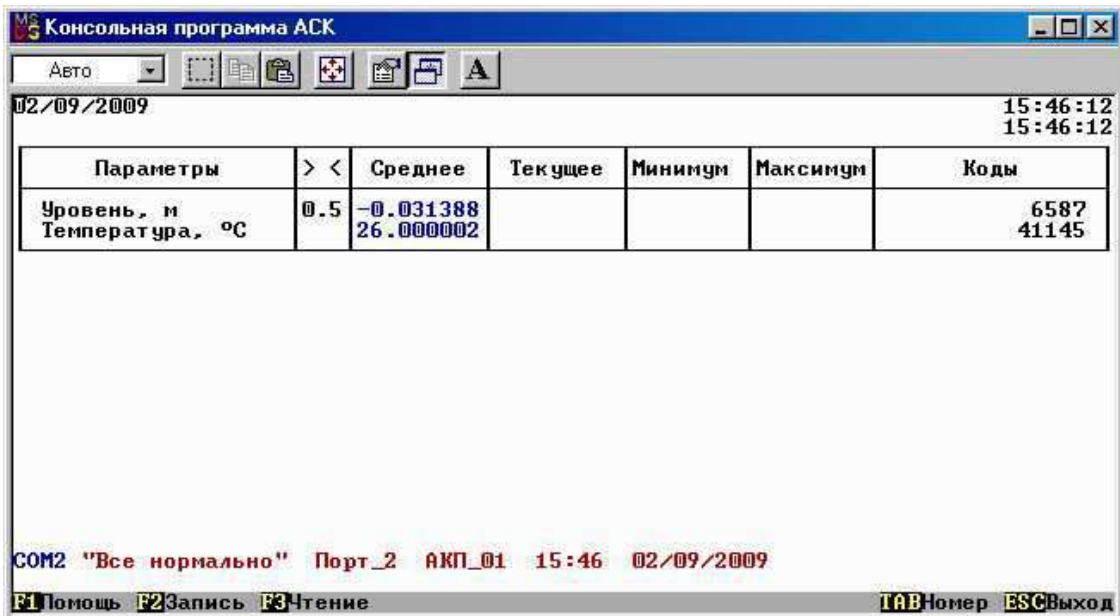 Консольная программа АСК
Авто
A
02/09/2009 15:46:12
15:46:12
Параметры > < Среднее Текущее Минимум Максимум Коды
Уровень, м 0.5 -0.031388 6587
Температура, ºС 26.000002 41145
COM2 "Все нормально" Порт_2 АКП_01 15:46 02/09/2009
F1Помощь F2Запись F3Чтение TABНомер ESCВыход